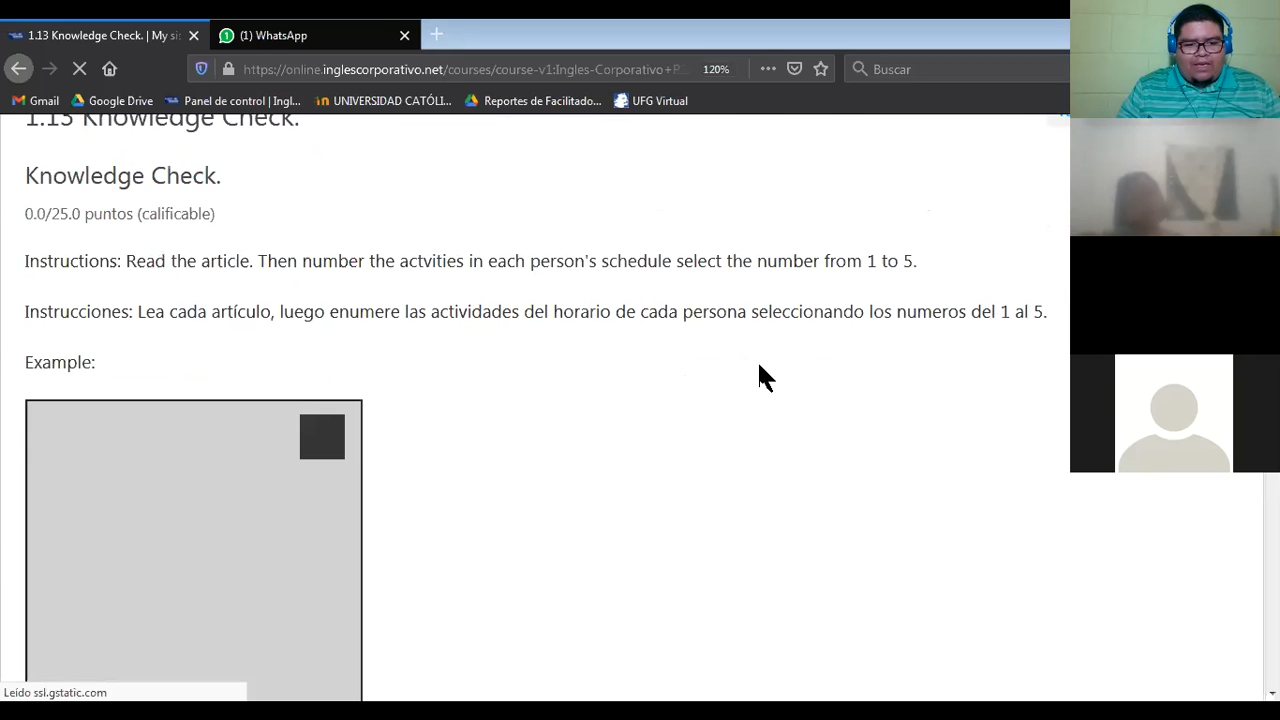 1.13 Knowledge Check. | My si
(1) WhatsApp
https://online.inglescorporativo.net/courses/course-v1:Ingles-Corporativo+
120%
Buscar
Gmail
Google Drive
Panel de control | Ingl...
UNIVERSIDAD CATÓLI...
Reportes de Facilitado...
UFG Virtual
1.13 Knowledge Check.
Knowledge Check.
0.0/25.0 puntos (calificable)
Instructions: Read the article. Then number the actvities in each person's schedule select the number from 1 to 5.
Instrucciones: Lea cada artículo, luego enumere las actividades del horario de cada persona seleccionando los numeros del 1 al 5.
Example:
Leído ssl.gstatic.com